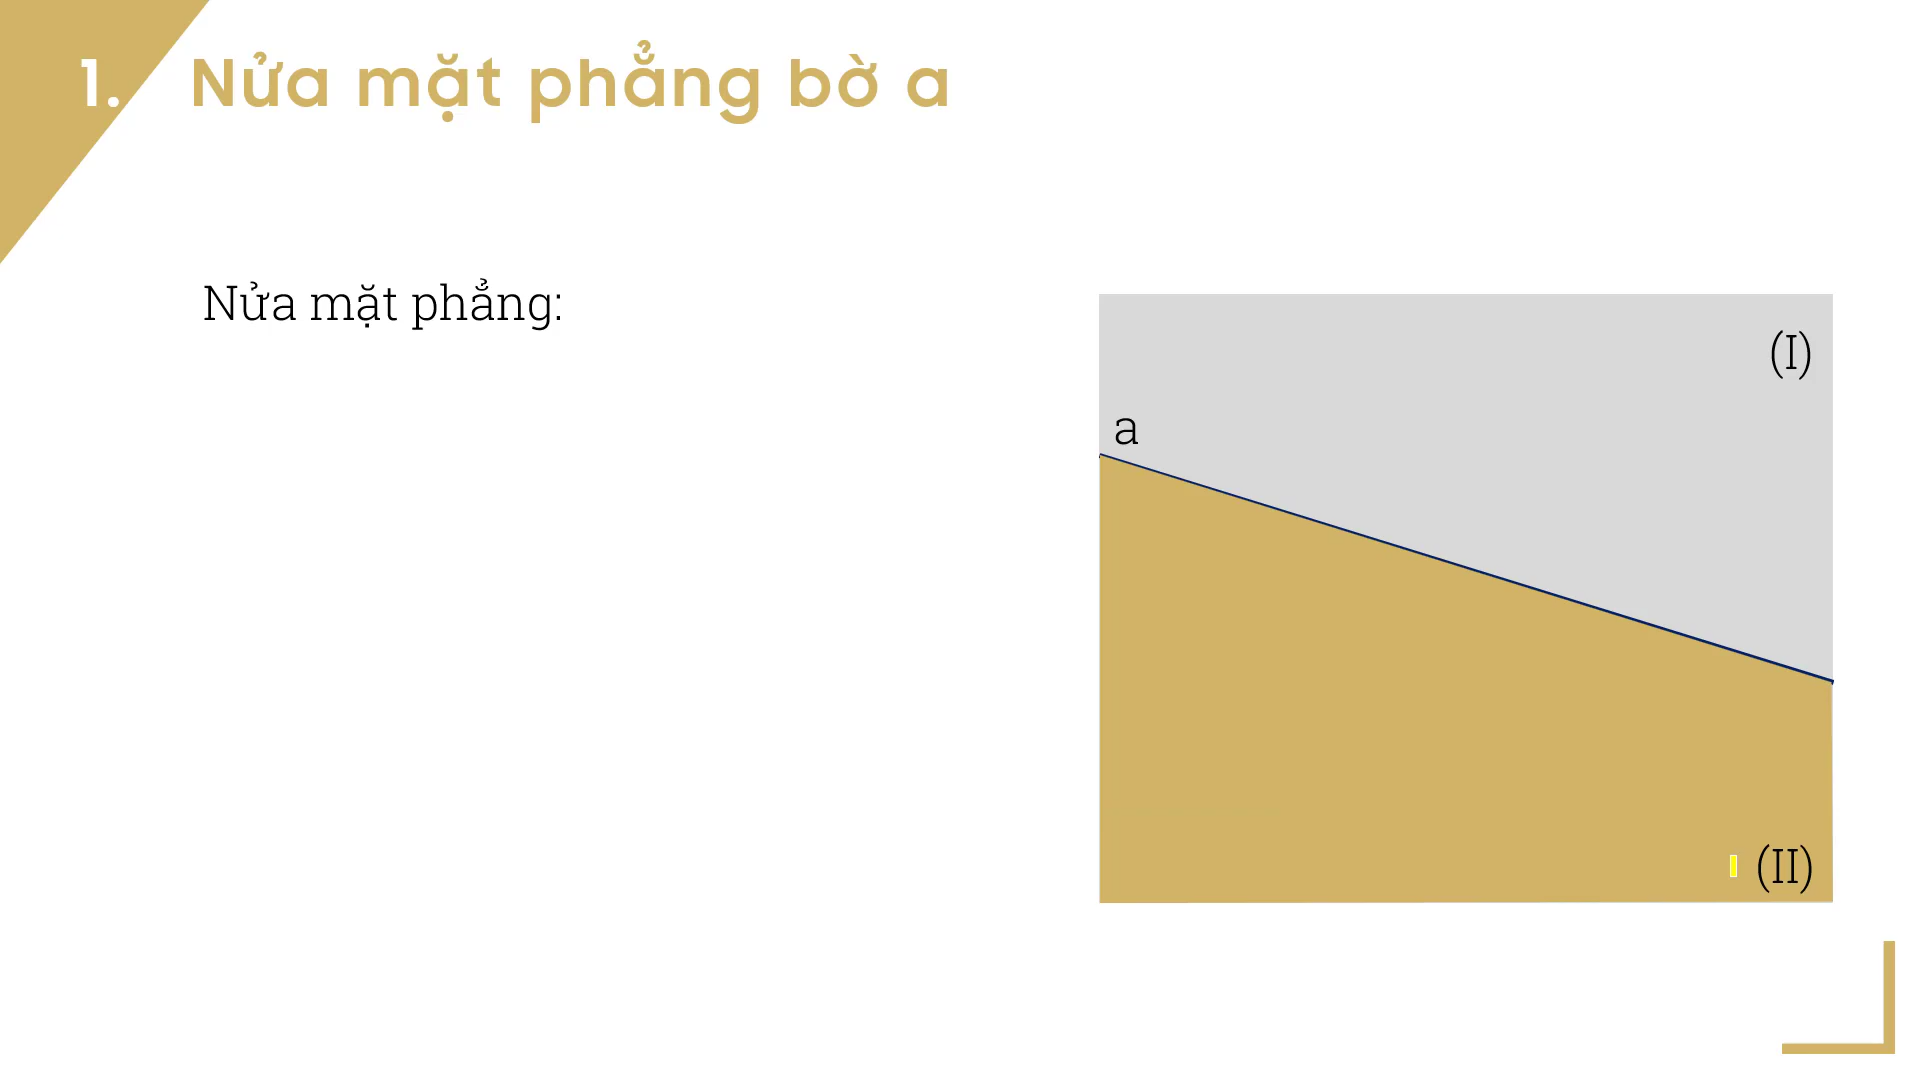 1. Nửa mặt phẳng bờ a
Nửa mặt phẳng:
(I)
a
(II)